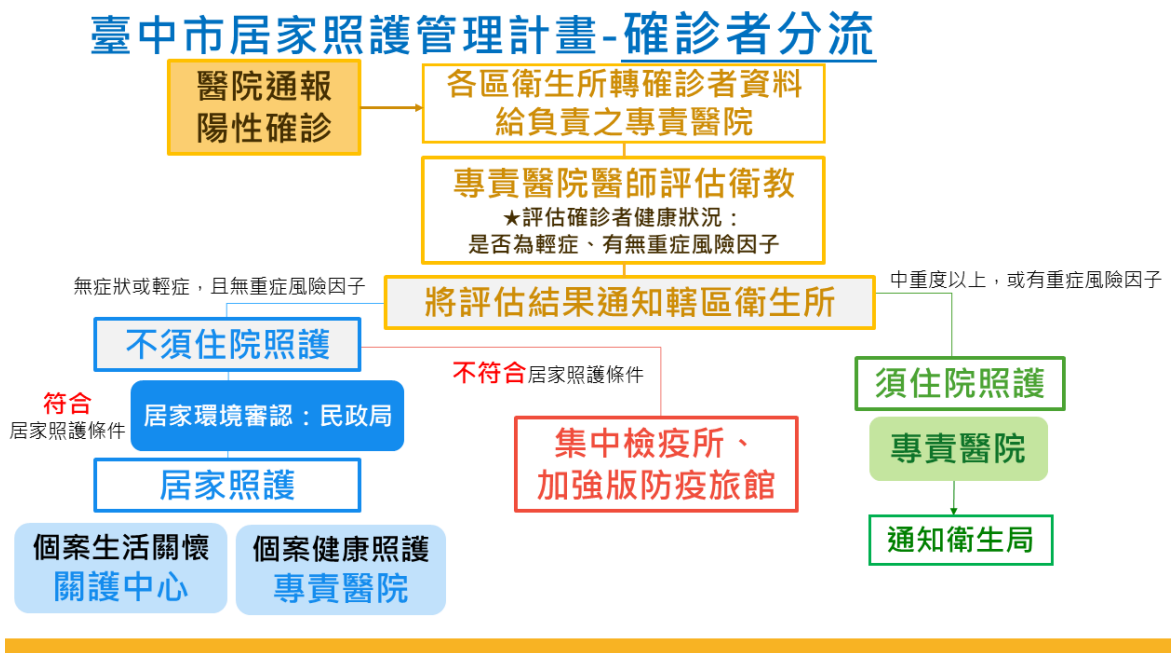 臺中市居家照護管理計畫-確診者分流
醫院通報
陽性確診
各區衛生所轉確診者資料
給負責之專責醫院
專責醫院醫師評估衛教
★評估確診者健康狀況：
是否為輕症、有無重症風險因子
無症狀或輕症，且無重症風險因子
中重度以上，或有重症風險因子
將評估結果通知轄區衛生所
不須住院照護
不符合居家照護條件
須住院照護
符合
居家照護條件
居家環境審認：民政局
集中檢疫所、
加強版防疫旅館
專責醫院
居家照護
通知衛生局
個案生活關懷
關護中心
個案健康照護
專責醫院